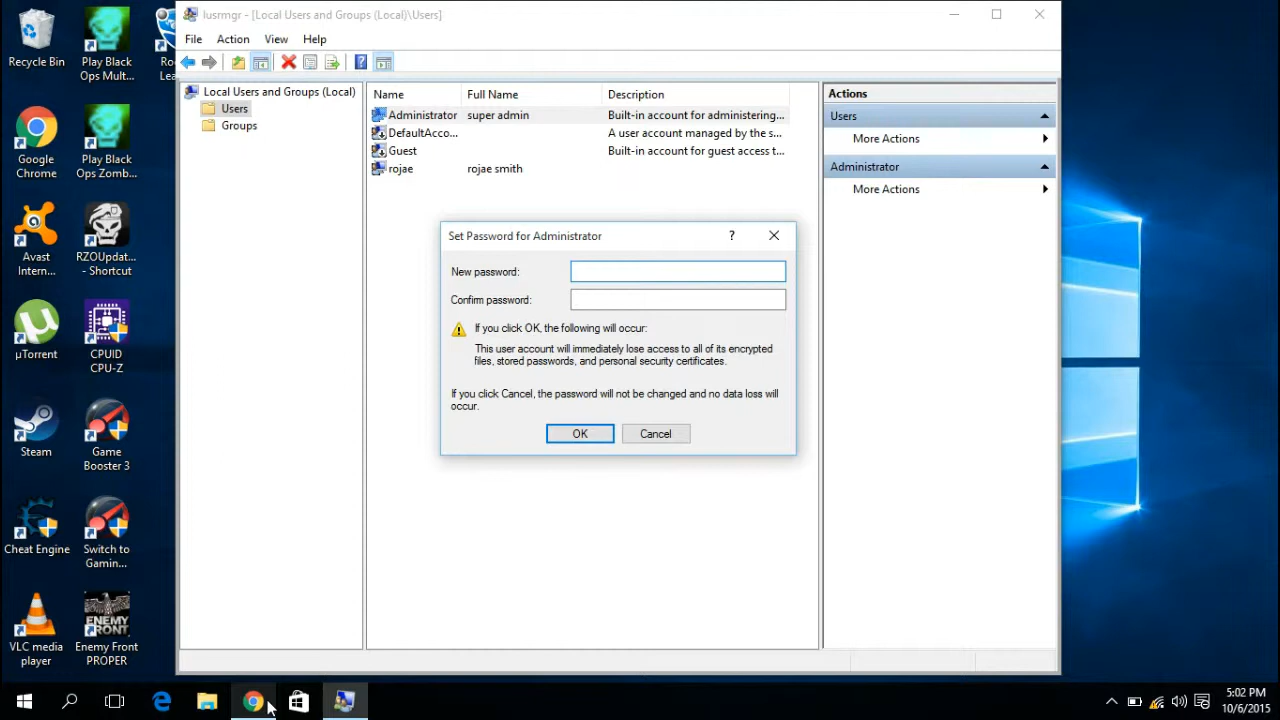 lusrmgr - [Local Users and Groups (Local)\Users]
File Action View Help
Local Users and Groups (Local)
Users
Groups
Name Full Name Description
Administrator super admin Built-in account for administering...
DefaultAcco... A user account managed by the s...
Guest Built-in account for guest access t...
rojae rojae smith
Actions
Users
More Actions
Administrator
More Actions
Set Password for Administrator
?
New password:
Confirm password:
If you click OK, the following will occur:
This user account will immediately lose access to all of its encrypted
files, stored passwords, and personal security certificates.
If you click Cancel, the password will not be changed and no data loss will
occur.
OK Cancel
Recycle Bin
Play Black
Ops Mult...
Google
Chrome
Play Black
Ops Zomb...
Avast
Intern...
RZOUpdat...
- Shortcut
µTorrent
CPUID
CPU-Z
Steam
Game
Booster 3
Cheat Engine
Switch to
Gamin...
VLC media
player
ENEMY
FRONT
Enemy Front
PROPER
5:02 PM
10/6/2015